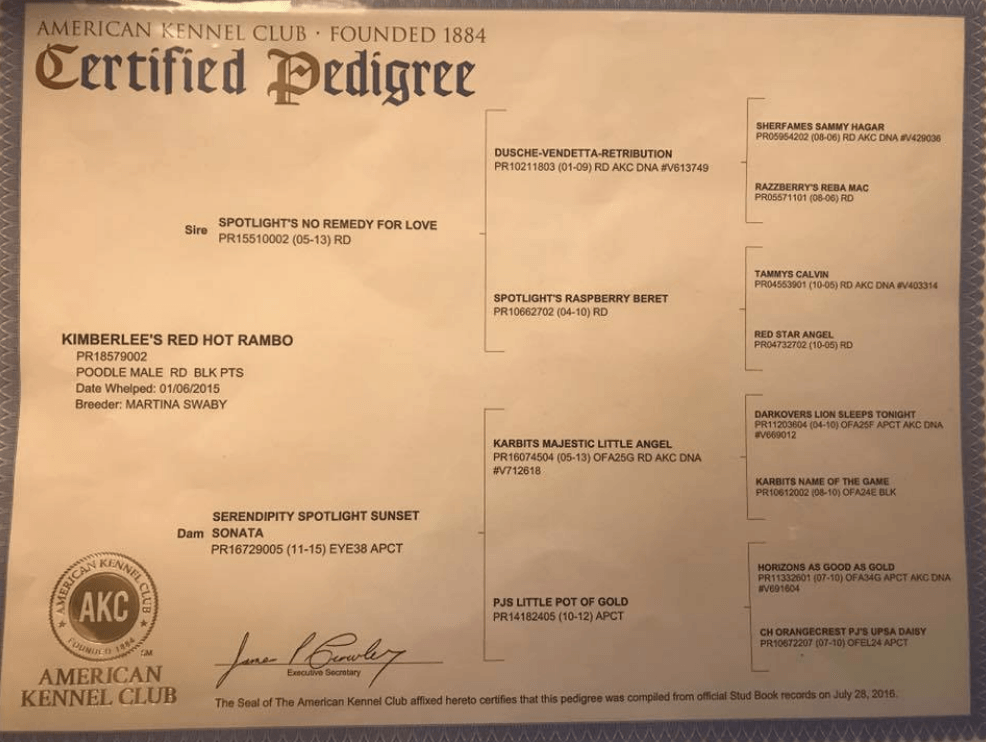 AMERICAN KENNEL CLUB · FOUNDED 1884
Certified Pedigree
SHERFAMES SAMMY HAGAR
PR05954202 (08-06) RD AKC DNA #V429036
DUSCHE-VENDETTA-RETRIBUTION
PR10211803 (01-09) RD AKC DNA #V613749
RAZZBERRY'S REBA MAC
PR05571101 (08-06) RD
Sire SPOTLIGHT'S NO REMEDY FOR LOVE
PR15510002 (05-13) RD
TAMMYS CALVIN
PR04553901 (10-05) RD AKC DNA #V403314
SPOTLIGHT'S RASPBERRY BERET
PR10662702 (04-10) RD
RED STAR ANGEL
PR04732702 (10-05) RD
KIMBERLEE'S RED HOT RAMBO
PR18579002
POODLE MALE RD BLK PTS
Date Whelped: 01/06/2015
Breeder: MARTINA SWABY
DARKOVERS LION SLEEPS TONIGHT
PR11203604 (04-10) OFA25F APCT AKC DNA
#V669012
KARBITS MAJESTIC LITTLE ANGEL
PR16074504 (05-13) OFA25G RD AKC DNA
#V712618
KARBITS NAME OF THE GAME
PR10612002 (08-10) OFA24E BLK
SERENDIPITY SPOTLIGHT SUNSET
Dam SONATA
PR16729005 (11-15) EYE38 APCT
HORIZONS AS GOOD AS GOLD
PR11332601 (07-10) OFA34G APCT AKC DNA
#V691604
PJS LITTLE POT OF GOLD
PR14182405 (10-12) APCT
CH ORANGECREST PJ'S UPSA DAISY
PR10672207 (07-10) OFEL24 APCT
AMERICAN KENNEL CLUB
AKC
FOUNDED 1884
SM
AMERICAN
KENNEL CLUB
James P Crowley
Executive Secretary
The Seal of The American Kennel Club affixed hereto certifies that this pedigree was compiled from official Stud Book records on July 28, 2016.